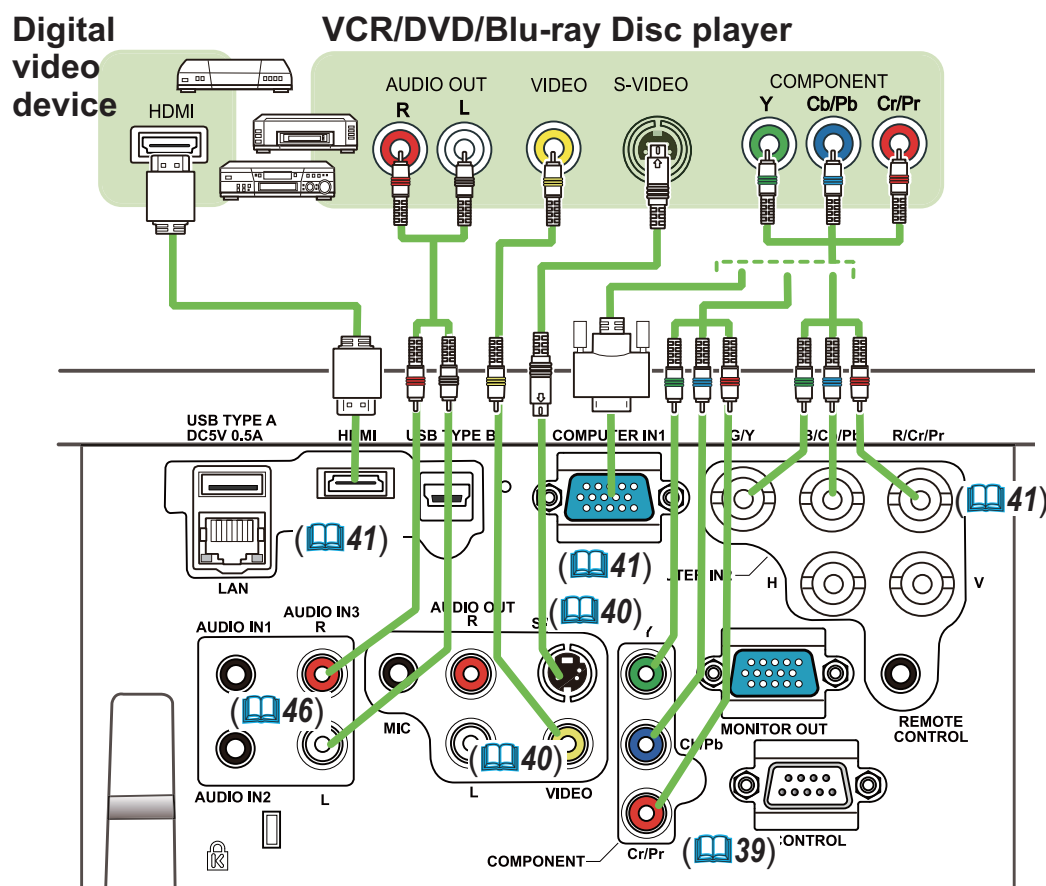 Digital
video
device
VCR/DVD/Blu-ray Disc player
HDMI
AUDIO OUT
R
L
VIDEO
S-VIDEO
COMPONENT
Y
Cb/Pb
Cr/Pr
USB TYPE A
DC5V 0.5A
HDMI
USB TYPE B
COMPUTER IN1
G/Y
B/Cb/Pb
R/Cr/Pr
(41)
(41)
(41)
LAN
H
V
(40)
AUDIO IN1
AUDIO IN3
R
AUDIO OUT
R
Y
(46)
MIC
(40)
Cb/Pb
MONITOR OUT
REMOTE
CONTROL
AUDIO IN2
L
L
VIDEO
COMPONENT
Cr/Pr
(39)
K